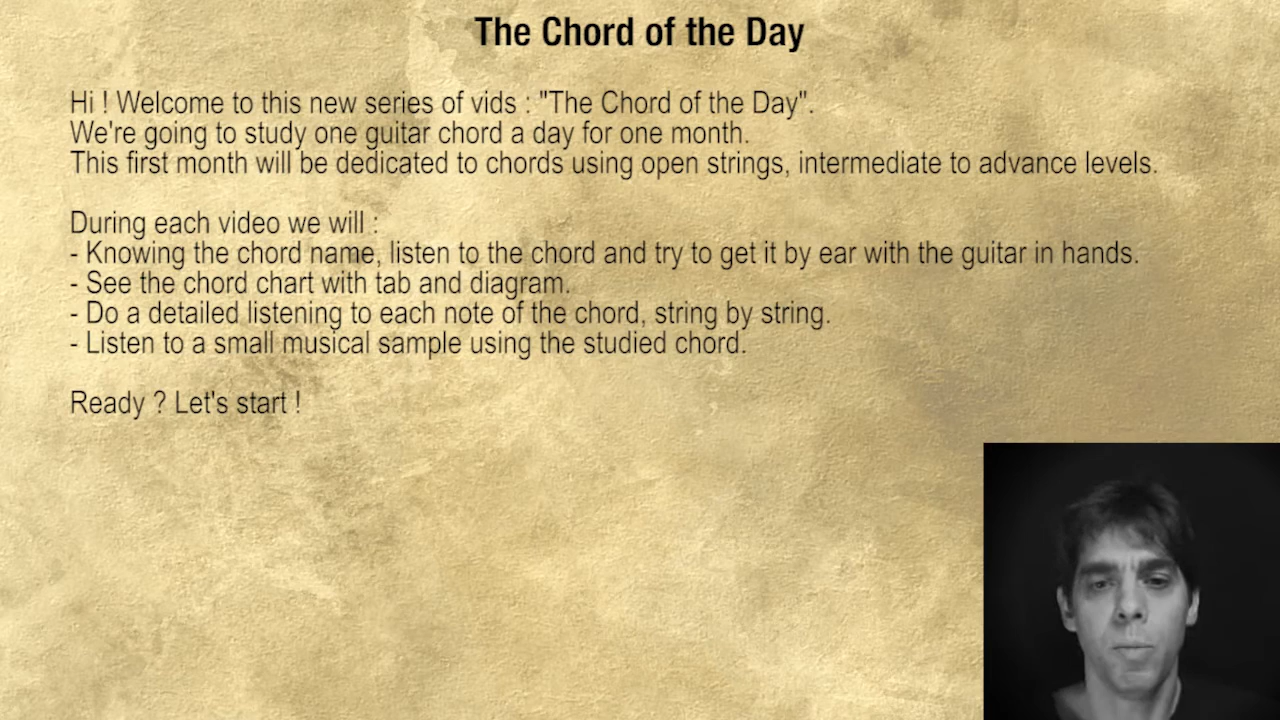 The Chord of the Day
Hi ! Welcome to this new series of vids : "The Chord of the Day".
We're going to study one guitar chord a day for one month.
This first month will be dedicated to chords using open strings, intermediate to advance levels.
During each video we will :
- Knowing the chord name, listen to the chord and try to get it by ear with the guitar in hands.
- See the chord chart with tab and diagram.
- Do a detailed listening to each note of the chord, string by string.
- Listen to a small musical sample using the studied chord.
Ready ? Let's start !